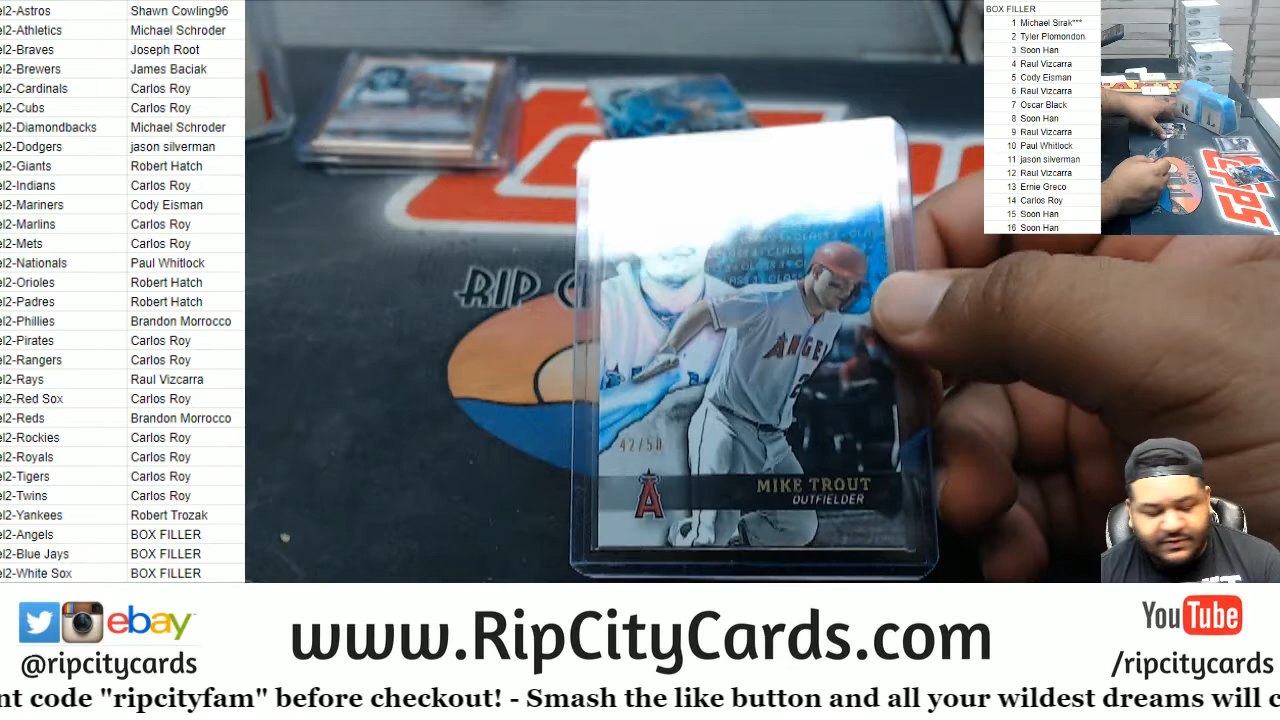 el2-Astros Shawn Cowling96
el2-Athletics Michael Schroder
el2-Braves Joseph Root
el2-Brewers James Baciak
el2-Cardinals Carlos Roy
el2-Cubs Carlos Roy
el2-Diamondbacks Michael Schroder
el2-Dodgers jason silverman
el2-Giants Robert Hatch
el2-Indians Carlos Roy
el2-Mariners Cody Eisman
el2-Marlins Carlos Roy
el2-Mets Carlos Roy
el2-Nationals Paul Whitlock
el2-Orioles Robert Hatch
el2-Padres Robert Hatch
el2-Phillies Brandon Morrocco
el2-Pirates Carlos Roy
el2-Rangers Carlos Roy
el2-Rays Raul Vizcarra
el2-Red Sox Carlos Roy
el2-Reds Brandon Morrocco
el2-Rockies Carlos Roy
el2-Royals Carlos Roy
el2-Tigers Carlos Roy
el2-Twins Carlos Roy
el2-Yankees Robert Trozak
el2-Angels BOX FILLER
el2-Blue Jays BOX FILLER
el2-White Sox BOX FILLER
BOX FILLER
1 Michael Sirak***
2 Tyler Plomondon
3 Soon Han
4 Raul Vizcarra
5 Cody Eisman
6 Raul Vizcarra
7 Oscar Black
8 Soon Han
9 Raul Vizcarra
10 Paul Whitlock
11 jason silverman
12 Raul Vizcarra
13 Ernie Greco
14 Carlos Roy
15 Soon Han
16 Soon Han
RIP C
ANGEL
42/50
A
MIKE TROUT
OUTFIELDER
ebay
@ripcitycards
www.RipCityCards.com
YouTube
/ripcitycards
nt code "ripcityfam" before checkout! - Smash the like button and all your wildest dreams will c